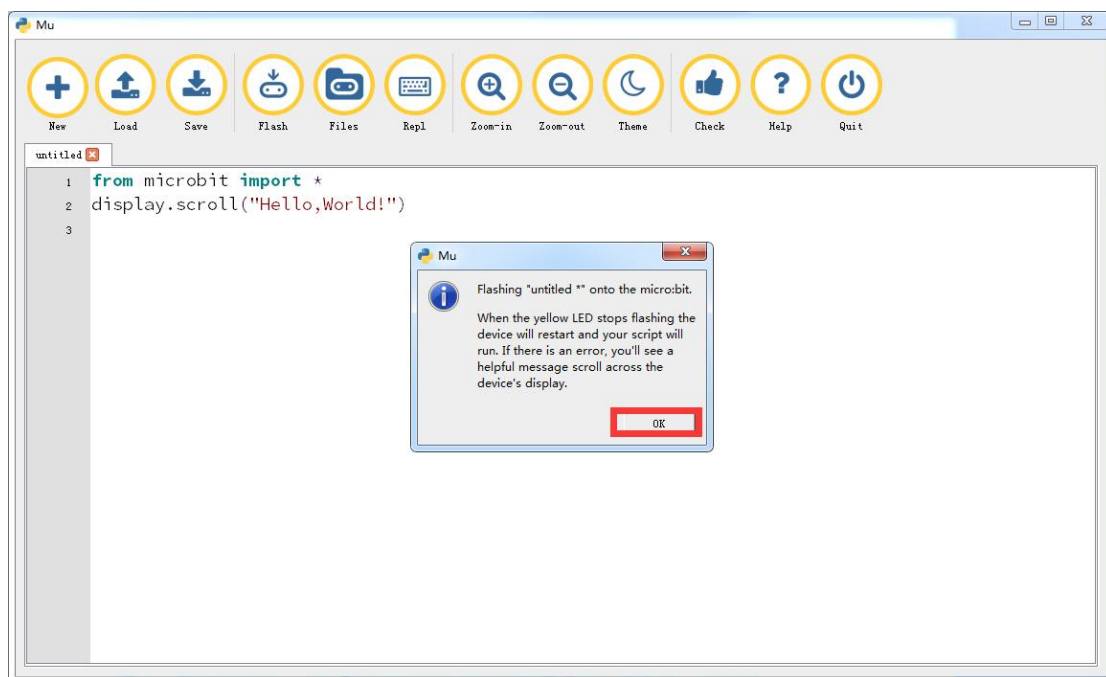 Mu
New Load Save Flash Files Repl Zoom-in Zoom-out Theme Check Help Quit
untitled
1 from microbit import *
2 display.scroll("Hello,World!")
3
Mu
Flashing "untitled *" onto the micro:bit.
When the yellow LED stops flashing the
device will restart and your script will
run. If there is an error, you'll see a
helpful message scroll across the
device's display.
OK